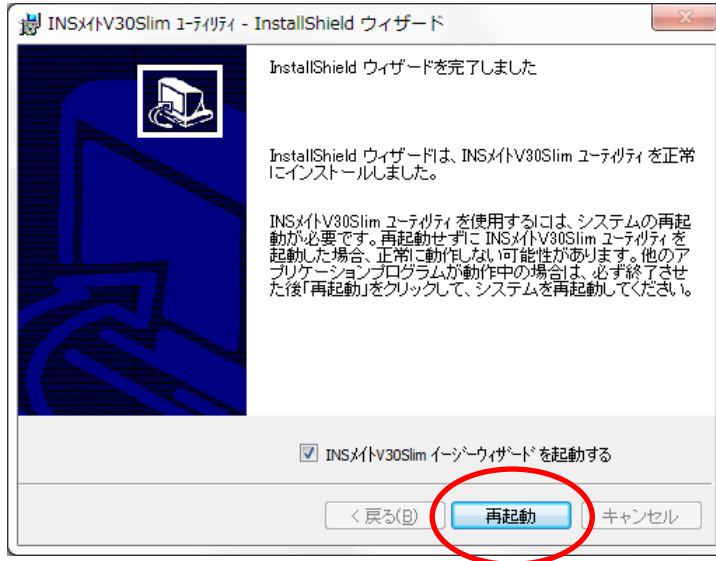 INSﾒｲﾄV30Slim ﾕｰﾃｨﾘﾃｨ - InstallShield ウィザード
InstallShield ウィザードを完了しました
InstallShield ウィザードは、INSﾒｲﾄV30Slim ﾕｰﾃｨﾘﾃｨ を正常
にインストールしました。
INSﾒｲﾄV30Slim ﾕｰﾃｨﾘﾃｨ を使用するには、システムの再起
動が必要です。再起動せずに INSﾒｲﾄV30Slim ﾕｰﾃｨﾘﾃｨ を
起動した場合、正常に動作しない可能性があります。他のア
プリケーションプログラムが動作中の場合は、必ず終了させ
た後「再起動」をクリックして、システムを再起動してください。
INSﾒｲﾄV30Slim ｲｰｼﾞｰｳｨｻﾞｰﾄﾞ を起動する
< 戻る(B)
再起動
キャンセル